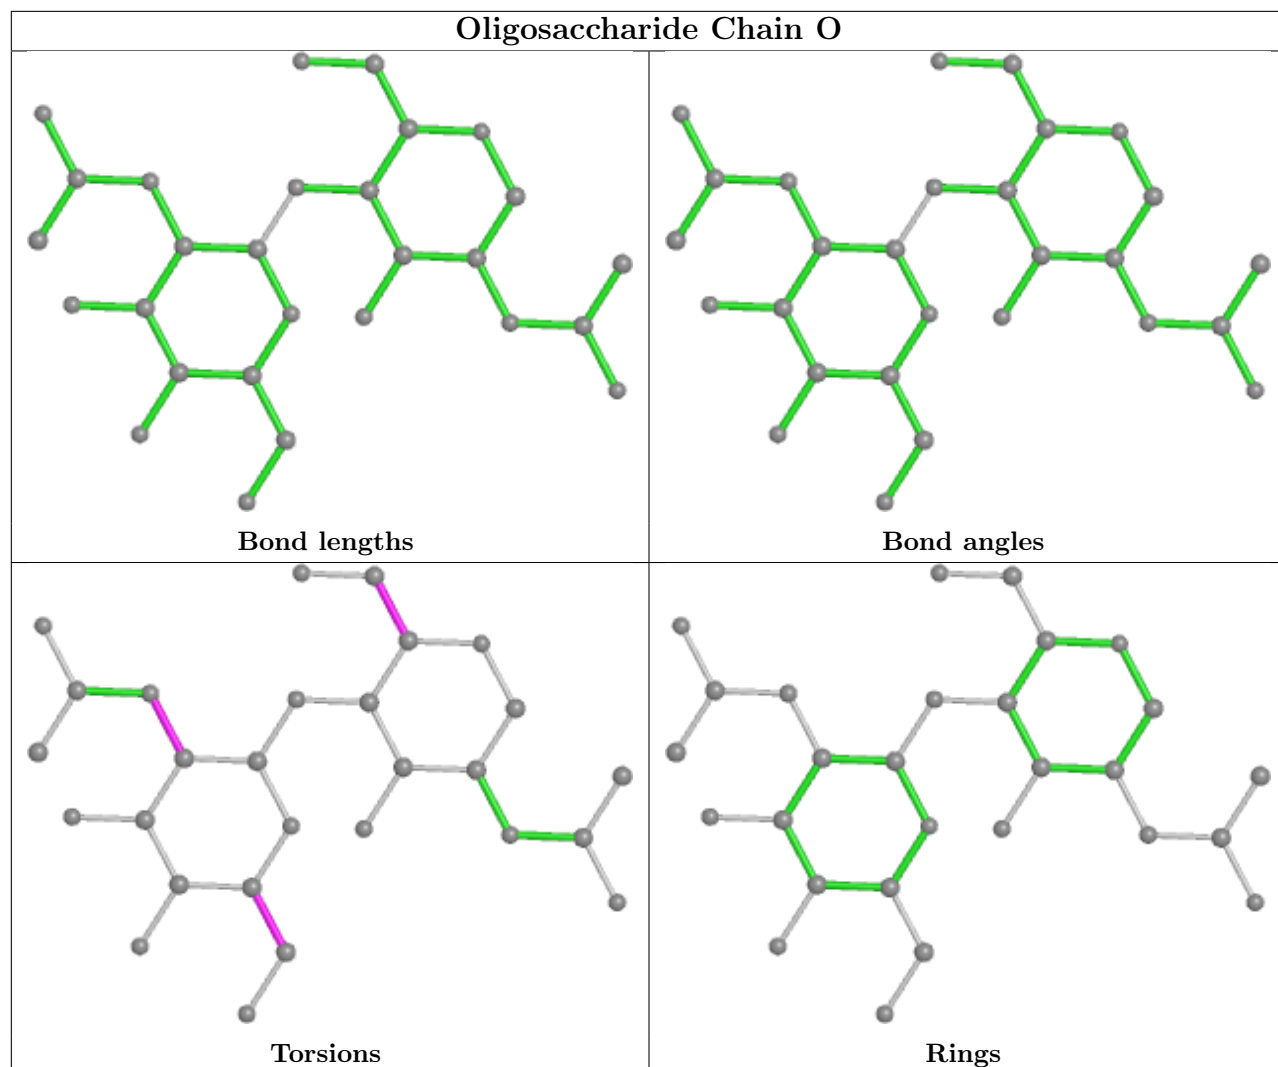 Oligosaccharide Chain O
Bond lengths
Bond angles
Torsions
Rings